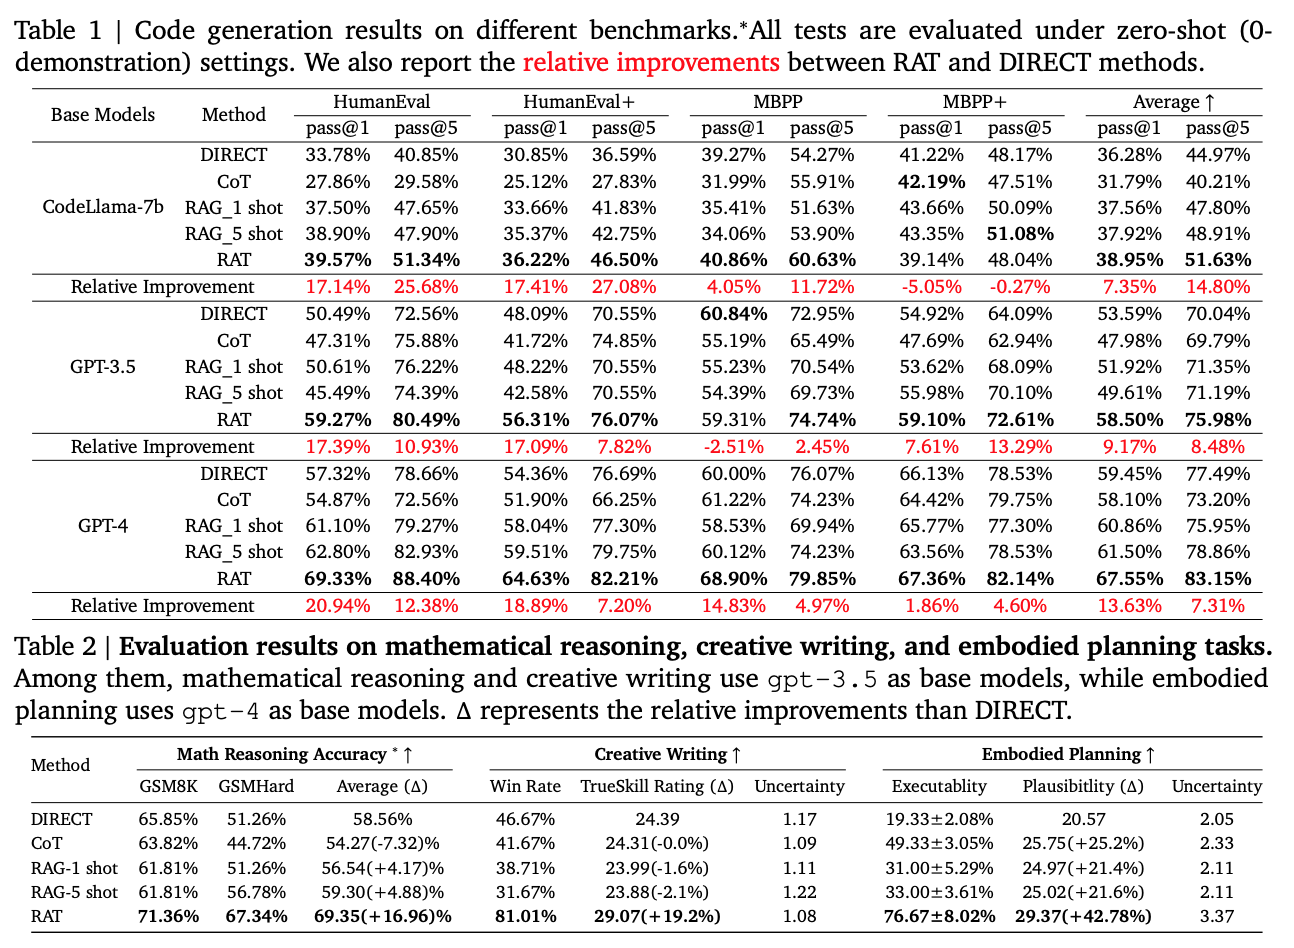 Table 1 | Code generation results on different benchmarks.*All tests are evaluated under zero-shot (0-
demonstration) settings. We also report the relative improvements between RAT and DIRECT methods.
Base Models Method HumanEval HumanEval+ MBPP MBPP+ Average ↑
pass@1 pass@5 pass@1 pass@5 pass@1 pass@5 pass@1 pass@5 pass@1 pass@5
DIRECT 33.78% 40.85% 30.85% 36.59% 39.27% 54.27% 41.22% 48.17% 36.28% 44.97%
CoT 27.86% 29.58% 25.12% 27.83% 31.99% 55.91% 42.19% 47.51% 31.79% 40.21%
CodeLlama-7b RAG_1 shot 37.50% 47.65% 33.66% 41.83% 35.41% 51.63% 43.66% 50.09% 37.56% 47.80%
RAG_5 shot 38.90% 47.90% 35.37% 42.75% 34.06% 53.90% 43.35% 51.08% 37.92% 48.91%
RAT 39.57% 51.34% 36.22% 46.50% 40.86% 60.63% 39.14% 48.04% 38.95% 51.63%
Relative Improvement 17.14% 25.68% 17.41% 27.08% 4.05% 11.72% -5.05% -0.27% 7.35% 14.80%
DIRECT 50.49% 72.56% 48.09% 70.55% 60.84% 72.95% 54.92% 64.09% 53.59% 70.04%
CoT 47.31% 75.88% 41.72% 74.85% 55.19% 65.49% 47.69% 62.94% 47.98% 69.79%
GPT-3.5 RAG_1 shot 50.61% 76.22% 48.22% 70.55% 55.23% 70.54% 53.62% 68.09% 51.92% 71.35%
RAG_5 shot 45.49% 74.39% 42.58% 70.55% 54.39% 69.73% 55.98% 70.10% 49.61% 71.19%
RAT 59.27% 80.49% 56.31% 76.07% 59.31% 74.74% 59.10% 72.61% 58.50% 75.98%
Relative Improvement 17.39% 10.93% 17.09% 7.82% -2.51% 2.45% 7.61% 13.29% 9.17% 8.48%
DIRECT 57.32% 78.66% 54.36% 76.69% 60.00% 76.07% 66.13% 78.53% 59.45% 77.49%
CoT 54.87% 72.56% 51.90% 66.25% 61.22% 74.23% 64.42% 79.75% 58.10% 73.20%
GPT-4 RAG_1 shot 61.10% 79.27% 58.04% 77.30% 58.53% 69.94% 65.77% 77.30% 60.86% 75.95%
RAG_5 shot 62.80% 82.93% 59.51% 79.75% 60.12% 74.23% 63.56% 78.53% 61.50% 78.86%
RAT 69.33% 88.40% 64.63% 82.21% 68.90% 79.85% 67.36% 82.14% 67.55% 83.15%
Relative Improvement 20.94% 12.38% 18.89% 7.20% 14.83% 4.97% 1.86% 4.60% 13.63% 7.31%
Table 2 | Evaluation results on mathematical reasoning, creative writing, and embodied planning tasks.
Among them, mathematical reasoning and creative writing use gpt-3.5 as base models, while embodied
planning uses gpt-4 as base models. Δ represents the relative improvements than DIRECT.
Method Math Reasoning Accuracy * ↑ Creative Writing ↑ Embodied Planning ↑
GSM8K GSMHard Average (Δ) Win Rate TrueSkill Rating (Δ) Uncertainty Executablity Plausibitlity (Δ) Uncertainty
DIRECT 65.85% 51.26% 58.56% 46.67% 24.39 1.17 19.33±2.08% 20.57 2.05
CoT 63.82% 44.72% 54.27(-7.32)% 41.67% 24.31(-0.0%) 1.09 49.33±3.05% 25.75(+25.2%) 2.33
RAG-1 shot 61.81% 51.26% 56.54(+4.17)% 38.71% 23.99(-1.6%) 1.11 31.00±5.29% 24.97(+21.4%) 2.11
RAG-5 shot 61.81% 56.78% 59.30(+4.88)% 31.67% 23.88(-2.1%) 1.22 33.00±3.61% 25.02(+21.6%) 2.11
RAT 71.36% 67.34% 69.35(+16.96)% 81.01% 29.07(+19.2%) 1.08 76.67±8.02% 29.37(+42.78%) 3.37